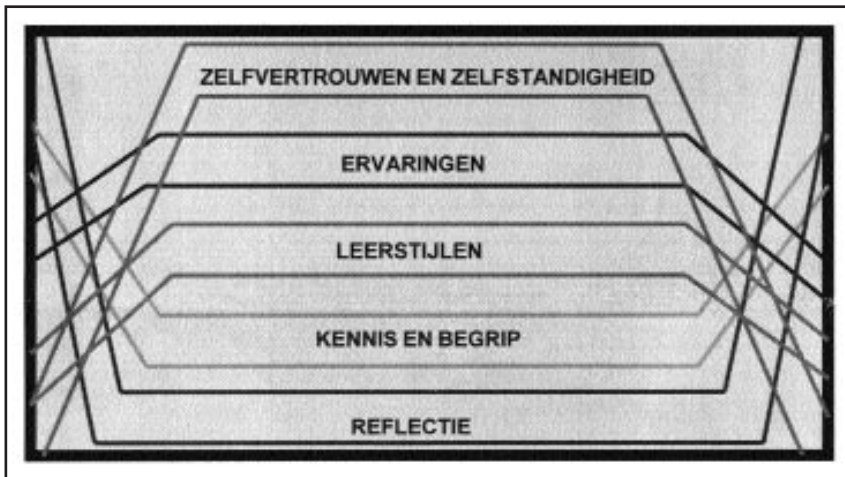 ZELFVERTROUWEN EN ZELFSTANDIGHEID
ERVARINGEN
LEERSTIJLEN
KENNIS EN BEGRIP
REFLECTIE